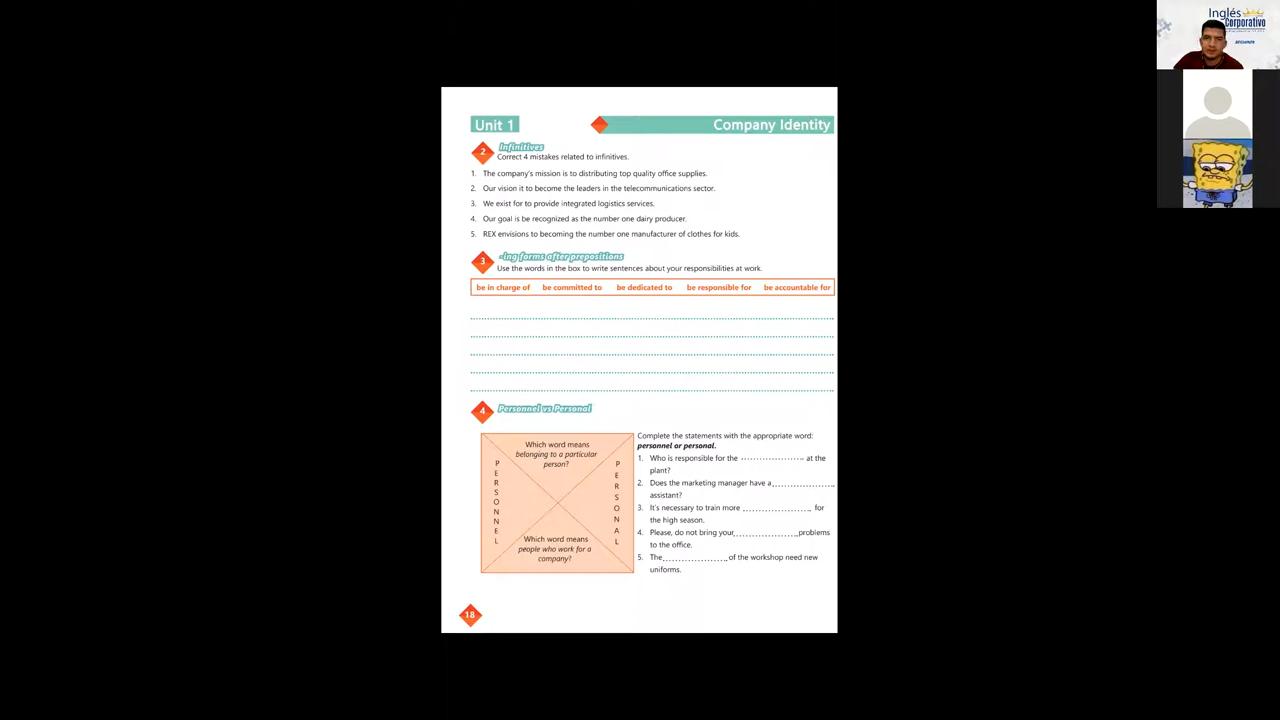 Unit 1
Company Identity
2
Infinitives
Correct 4 mistakes related to infinitives.
1. The company's mission is to distributing top quality office supplies.
2. Our vision it to become the leaders in the telecommunications sector.
3. We exist for to provide integrated logistics services.
4. Our goal is be recognized as the number one dairy producer.
5. REX envisions to becoming the number one manufacturer of clothes for kids.
3
-ing forms after prepositions
Use the words in the box to write sentences about your responsibilities at work.
be in charge of be committed to be dedicated to be responsible for be accountable for
4
Personnel vs Personal
Which word means
belonging to a particular
person?
PERSONNEL
PERSONAL
Which word means
people who work for a
company?
Complete the statements with the appropriate word:
personnel or personal.
1. Who is responsible for the .................... at the
plant?
2. Does the marketing manager have a....................
assistant?
3. It's necessary to train more .................... for
the high season.
4. Please, do not bring your....................problems
to the office.
5. The....................of the workshop need new
uniforms.
18
Inglés
Corporativo